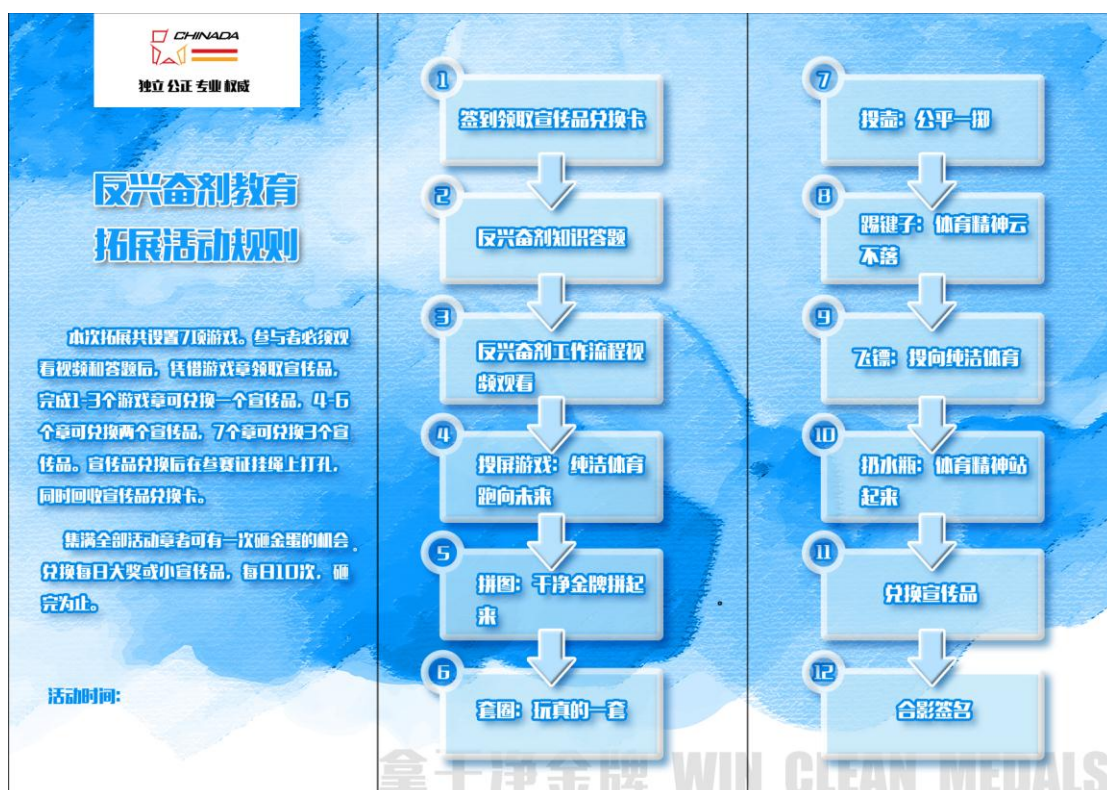 CHINADA
独立 公正 专业 权威
反兴奋剂教育
拓展活动规则
本次拓展共设置7项游戏。参与者必须观
看视频和答题后，凭借游戏章领取宣传品，
完成1-3个游戏章可兑换一个宣传品，4-6
个章可兑换两个宣传品，7个章可兑换3个宣
传品。宣传品兑换后在参赛证挂绳上打孔，
同时回收宣传品兑换卡。
集满全部活动章者可有一次砸金蛋的机会。
兑换每日大奖或小宣传品，每日10次，砸
完为止。
活动时间：
1
签到领取宣传品兑换卡
2
反兴奋剂知识答题
3
反兴奋剂工作流程视
频观看
4
投屏游戏：纯洁体育
跑向未来
5
拼图：干净金牌拼起
来
6
套圈：玩真的一套
7
投壶：公平一掷
8
踢键子：体育精神云
不落
9
飞镖：投向纯洁体育
10
扔水瓶：体育精神站
起来
11
兑换宣传品
12
合影签名
拿干净金牌 WIN CLEAN MEDALS